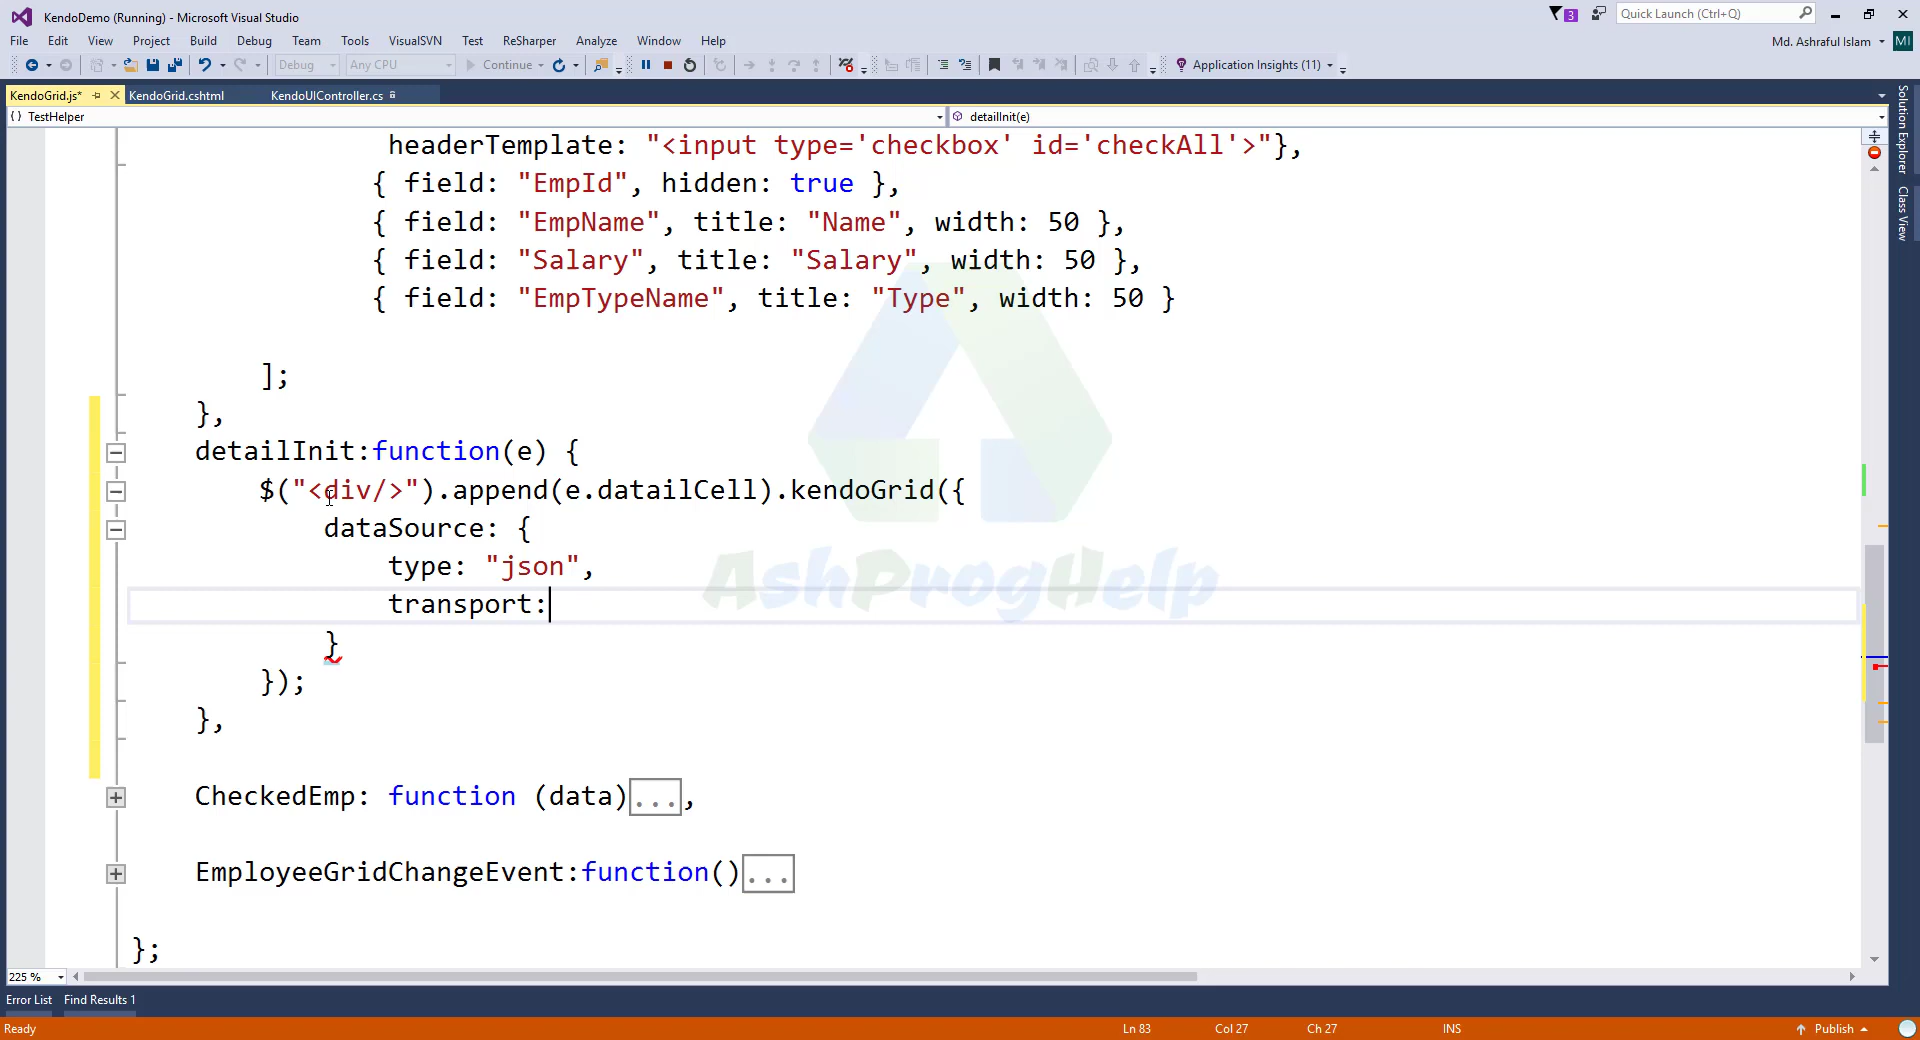 KendoDemo (Running) - Microsoft Visual Studio
3
Quick Launch (Ctrl+Q)
File Edit View Project Build Debug Team Tools VisualSVN Test ReSharper Analyze Window Help
Md. Ashraful Islam MI
Debug Any CPU Continue Application Insights (11)
KendoGrid.js* KendoGrid.cshtml KendoUIController.cs
{ } TestHelper detailInit(e)
Solution Explorer
Class View
headerTemplate: "<input type='checkbox' id='checkAll'>"},
{ field: "EmpId", hidden: true },
{ field: "EmpName", title: "Name", width: 50 },
{ field: "Salary", title: "Salary", width: 50 },
{ field: "EmpTypeName", title: "Type", width: 50 }
];
},
detailInit:function(e) {
$("<div/>").append(e.datailCell).kendoGrid({
dataSource: {
type: "json",
transport:
}
});
},
AshProgHelp
CheckedEmp: function (data)...,
EmployeeGridChangeEvent:function()...
};
225 %
Error List Find Results 1
Ready Ln 83 Col 27 Ch 27 INS Publish